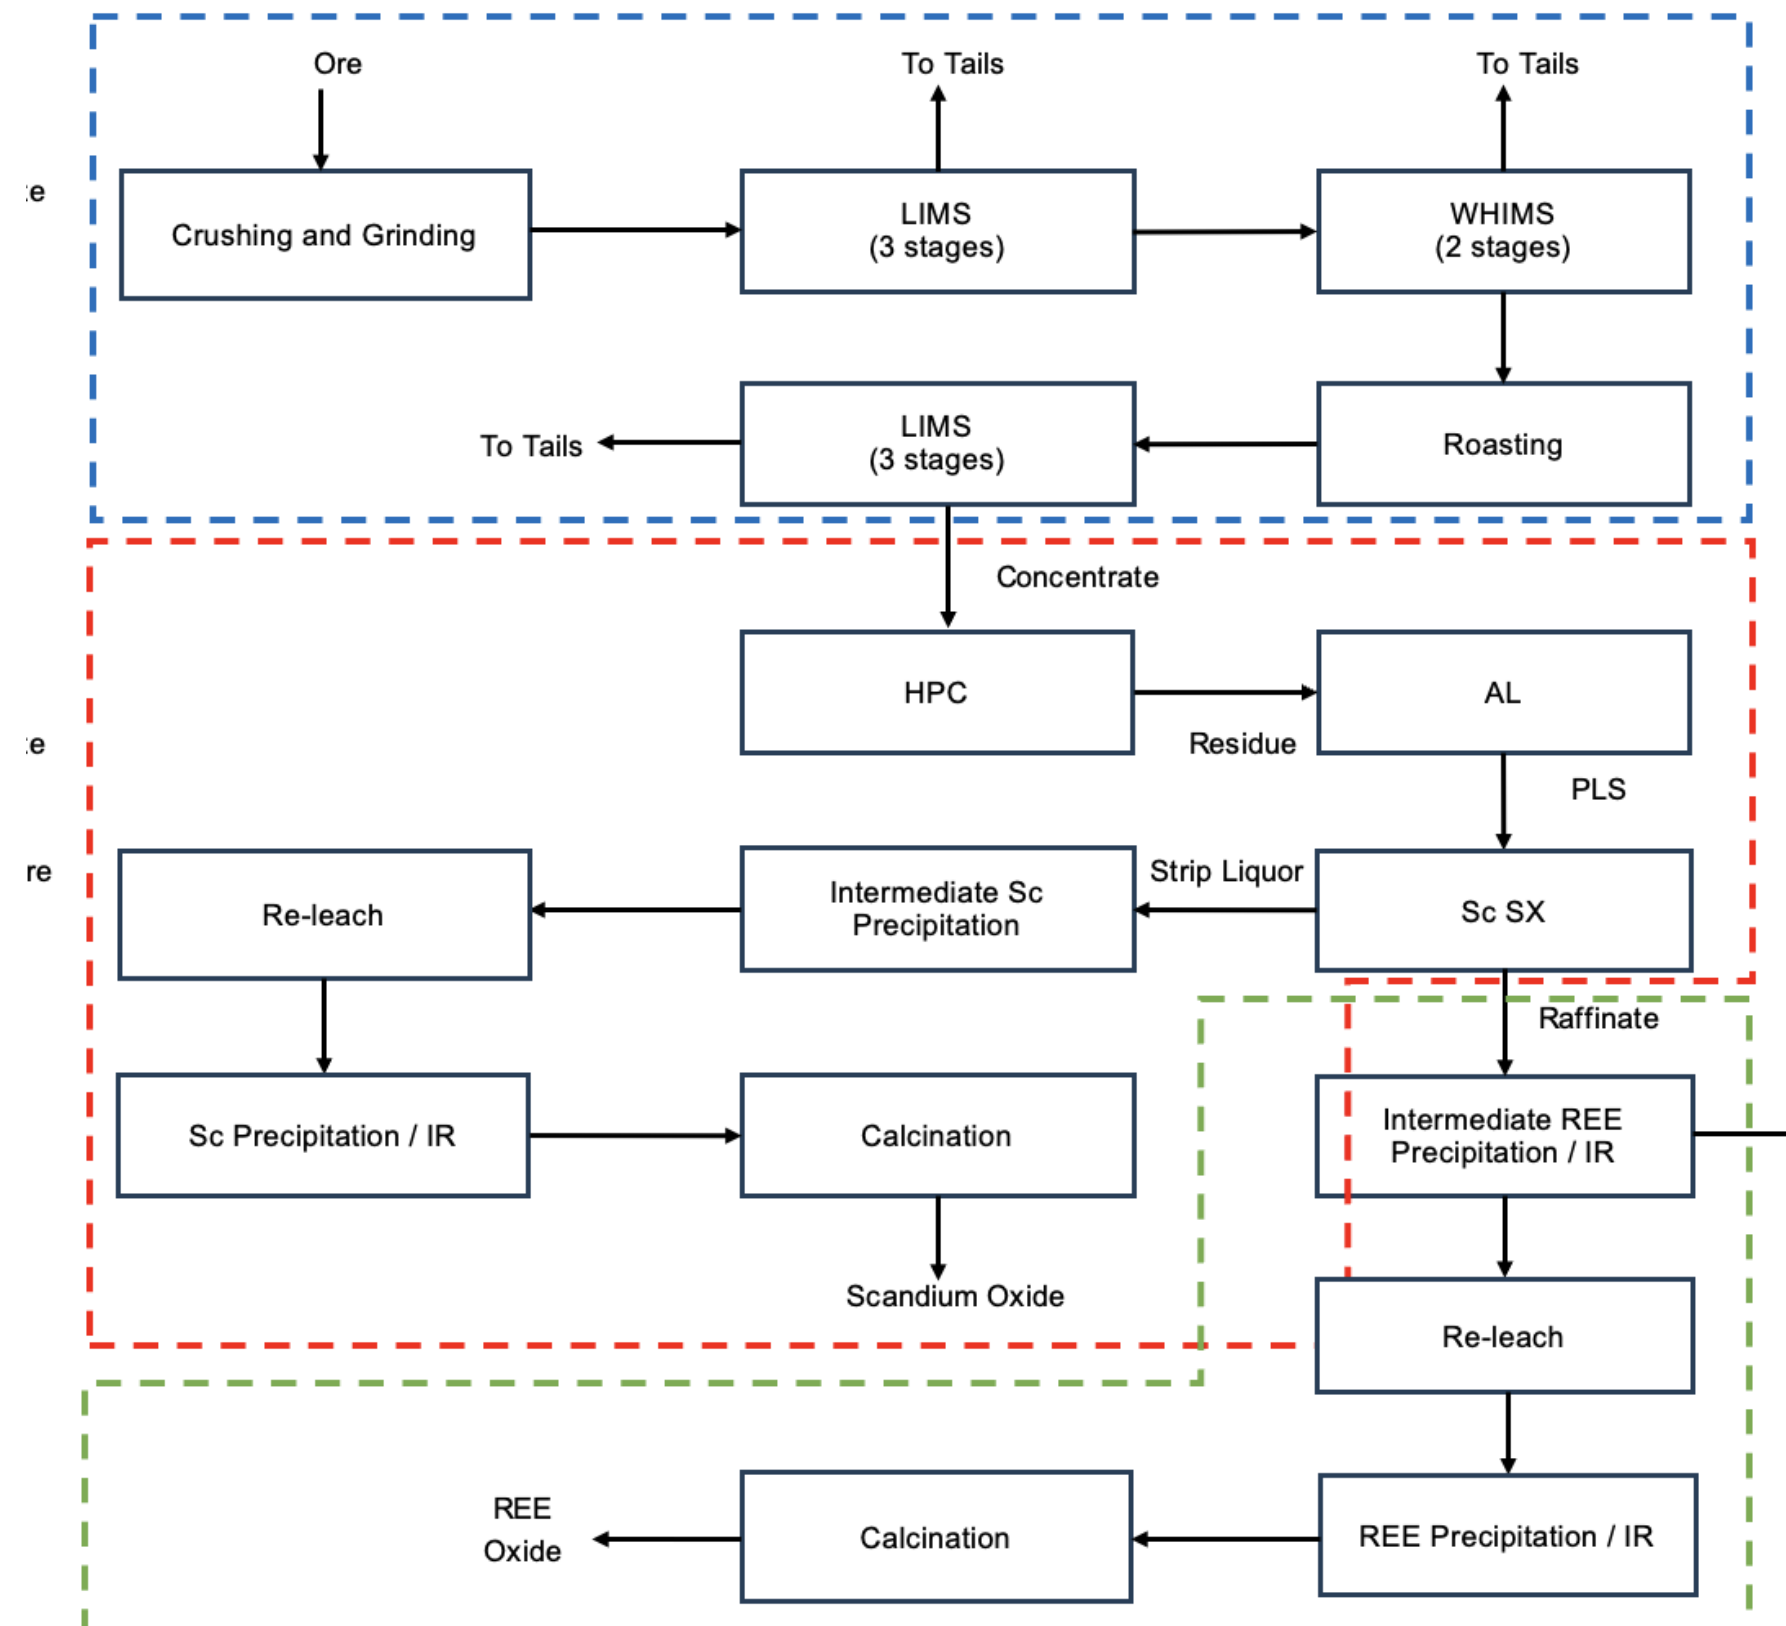 Ore
To Tails
To Tails
Crushing and Grinding
LIMS
(3 stages)
WHIMS
(2 stages)
To Tails
LIMS
(3 stages)
Roasting
Concentrate
HPC
Residue
AL
PLS
Re-leach
Intermediate Sc
Precipitation
Strip Liquor
Sc SX
Raffinate
Sc Precipitation / IR
Calcination
Intermediate REE
Precipitation / IR
Scandium Oxide
Re-leach
REE
Oxide
Calcination
REE Precipitation / IR